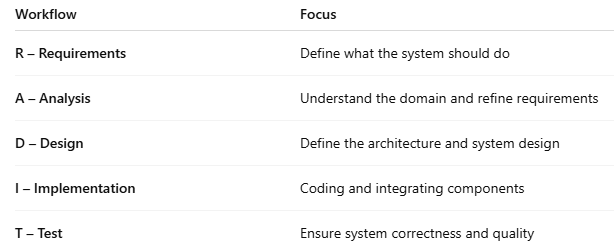 Workflow Focus
R – Requirements Define what the system should do
A – Analysis Understand the domain and refine requirements
D – Design Define the architecture and system design
I – Implementation Coding and integrating components
T – Test Ensure system correctness and quality